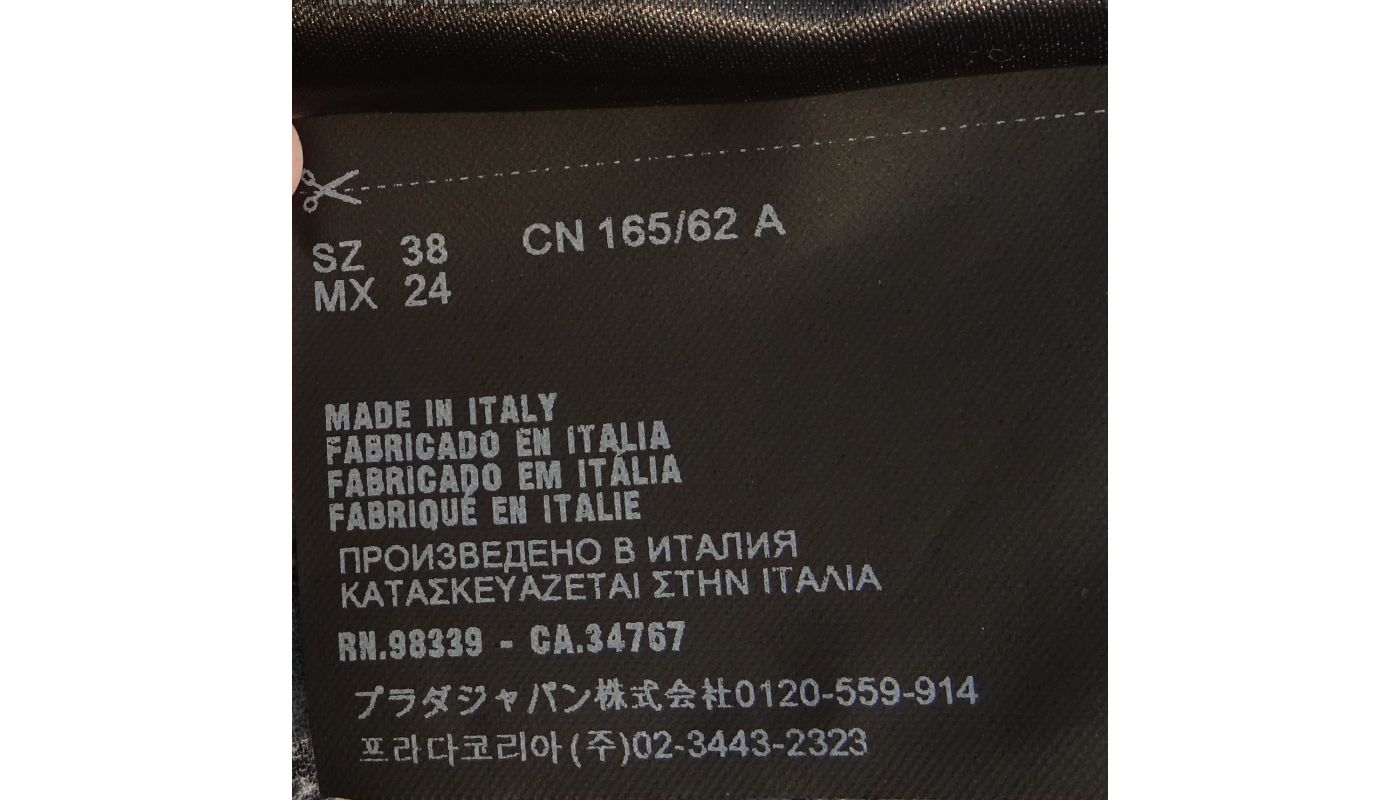 SZ 38 CN 165/62 A
MX 24
MADE IN ITALY
FABRICADO EN ITALIA
FABRICADO EM ITÁLIA
FABRIQUÉ EN ITALIE
ПРОИЗВЕДЕНО В ИТАЛИЯ
ΚΑΤΑΣΚΕΥΑΖΕΤΑΙ ΣΤΗΝ ΙΤΑΛΙΑ
RN.98339 - CA.34767
プラダジャパン株式会社0120-559-914
프라다코리아(주)02-3443-2323